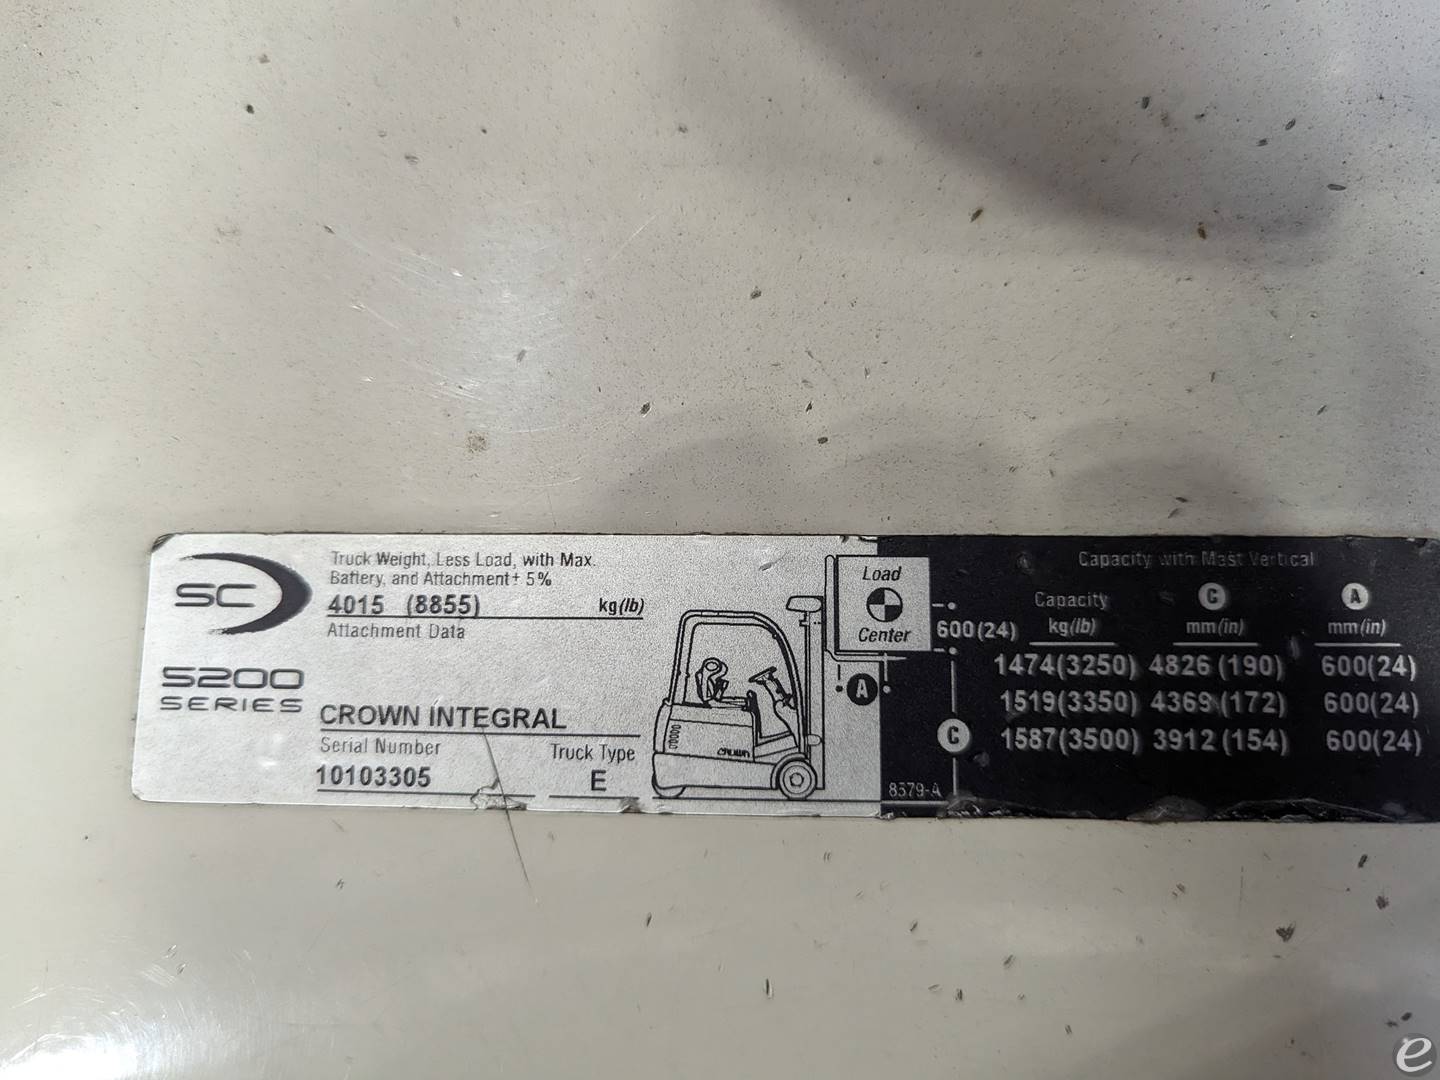 SC
5200
SERIES
Truck Weight, Less Load, with Max.
Battery, and Attachment ± 5%
4015 (8855) kg(lb)
Attachment Data
CROWN INTEGRAL
Serial Number Truck Type
10103305 E
CROWN
Load
Center
600(24)
A
C
8379-A
Capacity with Mast Vertical
Capacity C A
kg(lb) mm(in) mm(in)
1474(3250) 4826 (190) 600(24)
1519(3350) 4369 (172) 600(24)
1587(3500) 3912 (154) 600(24)
e